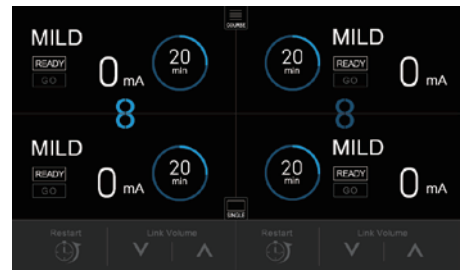 COURSE
MILD
READY
GO
0 mA
20
min
20
min
MILD
READY
GO
0 mA
8
8
MILD
READY
GO
0 mA
20
min
20
min
MILD
READY
GO
0 mA
SINGLE
Restart
Link Volume
Restart
Link Volume